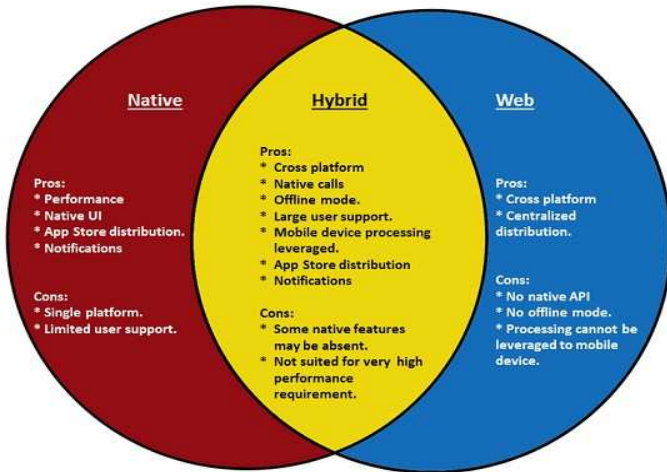 Native
Pros:
* Performance
* Native UI
* App Store distribution.
* Notifications
Cons:
* Single platform.
* Limited user support.
Hybrid
Pros:
* Cross platform
* Native calls
* Offline mode.
* Large user support.
* Mobile device processing
leveraged.
* App Store distribution
* Notifications
Cons:
* Some native features
may be absent.
* Not suited for very high
performance
requirement.
Web
Pros:
* Cross platform
* Centralized
distribution.
Cons:
* No native API
* No offline mode.
* Processing cannot be
leveraged to mobile
device.